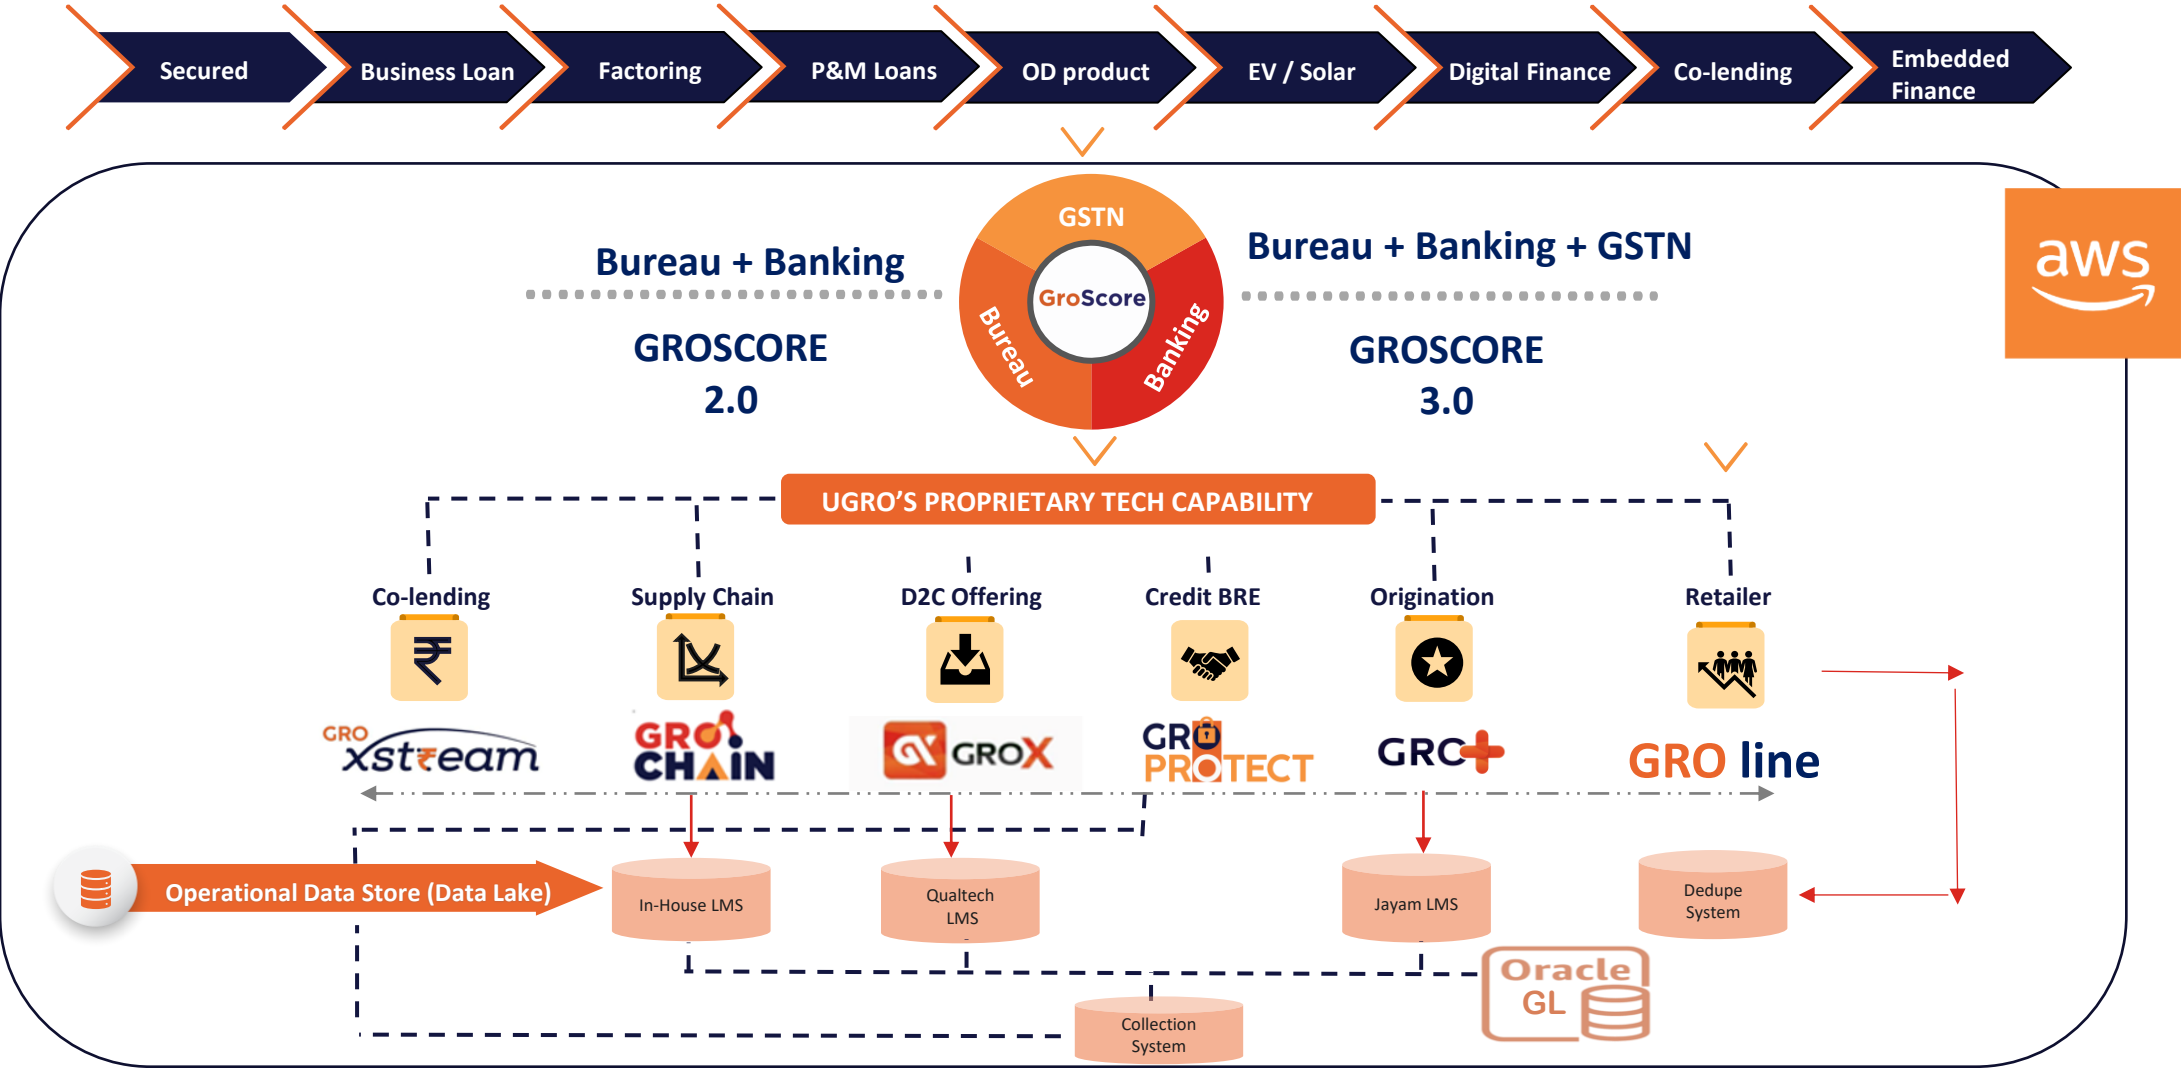 Secured
Business Loan
Factoring
P&M Loans
OD product
EV / Solar
Digital Finance
Co-lending
Embedded
Finance
aws
GSTN
Bureau
Banking
GroScore
Bureau + Banking
GROSCORE
2.0
Bureau + Banking + GSTN
GROSCORE
3.0
UGRO’S PROPRIETARY TECH CAPABILITY
Co-lending
Supply Chain
D2C Offering
Credit BRE
Origination
Retailer
GRO
xst₹eam
GRO
CHAIN
GX GROX
GRO
PROTECT
GRO+
GRO line
Operational Data Store (Data Lake)
In-House LMS
Qualtech
LMS
Jayam LMS
Dedupe
System
Oracle
GL
Collection
System